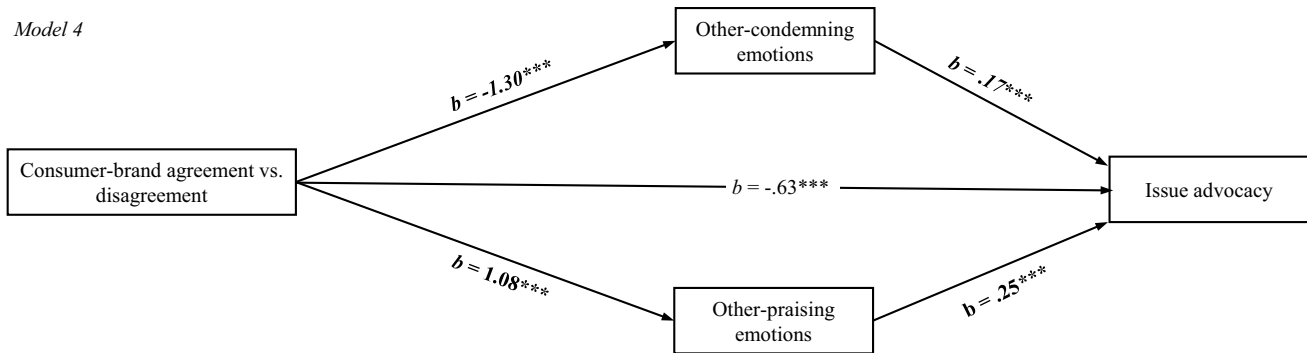 Model 4
Other-condemning
emotions
b = -1.30***
b = .17***
Consumer-brand agreement vs.
disagreement
b = -.63***
Issue advocacy
b = 1.08***
b = .25***
Other-praising
emotions